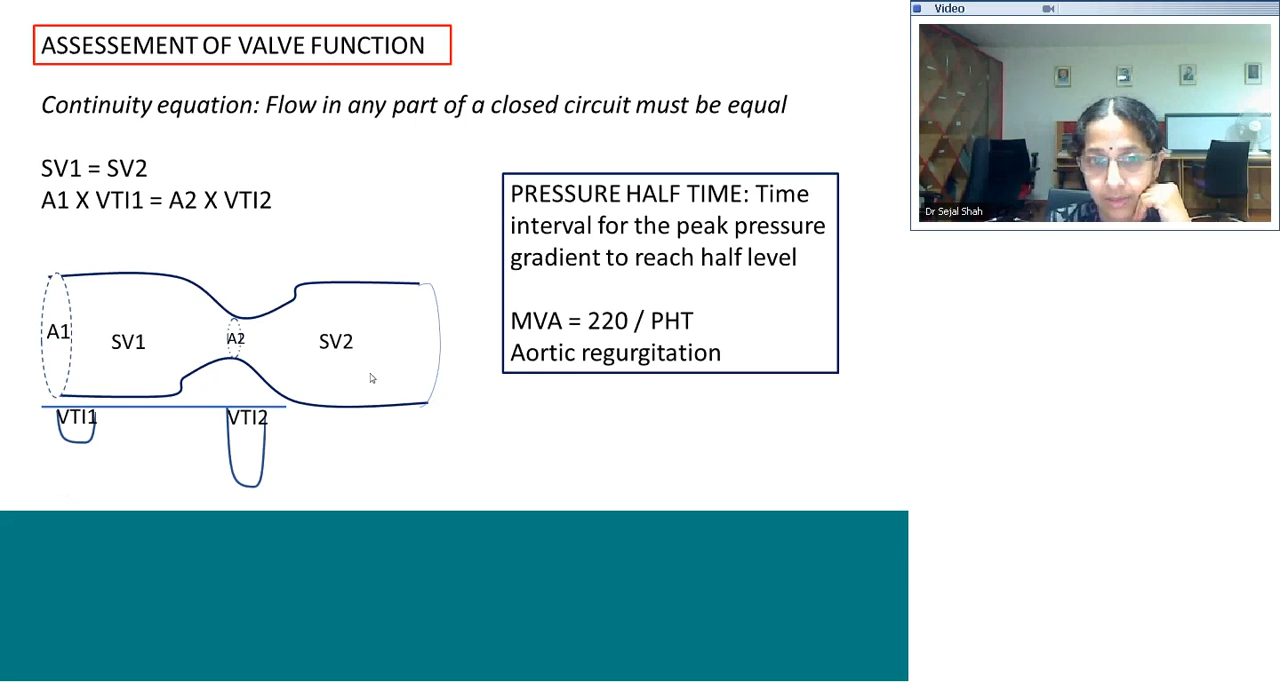 ASSESSEMENT OF VALVE FUNCTION
Continuity equation: Flow in any part of a closed circuit must be equal
SV1 = SV2
A1 X VTI1 = A2 X VTI2
A1
SV1
A2
SV2
VTI1
VTI2
PRESSURE HALF TIME: Time
interval for the peak pressure
gradient to reach half level
MVA = 220 / PHT
Aortic regurgitation
Video
Dr Sejal Shah